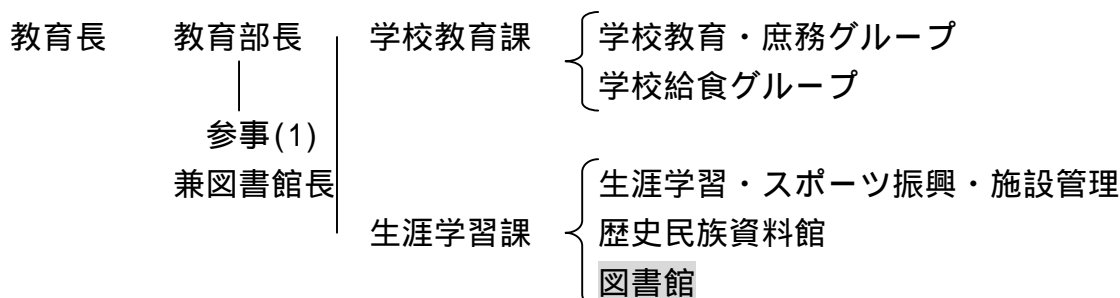 教育長 教育部長 学校教育課 学校教育・庶務グループ
学校給食グループ
参事(1)
兼図書館長 生涯学習・スポーツ振興・施設管理
生涯学習課 歴史民族資料館
図書館